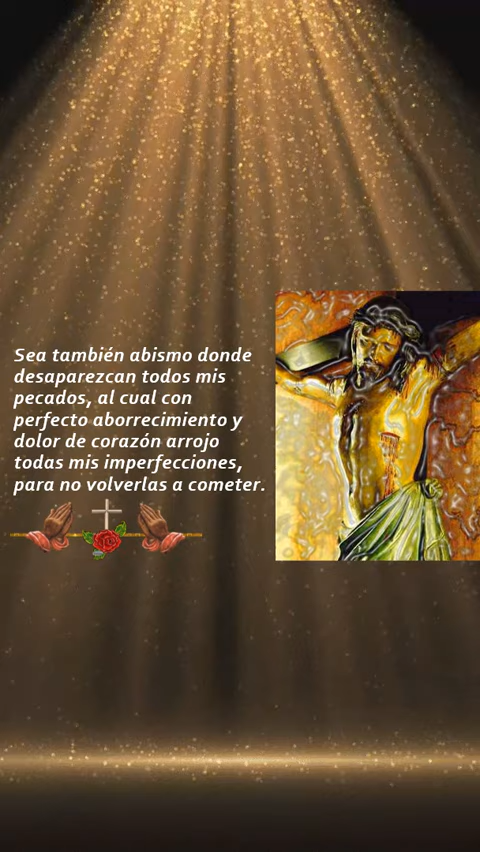 Sea también abismo donde
desaparezcan todos mis
pecados, al cual con
perfecto aborrecimiento y
dolor de corazón arrojo
todas mis imperfecciones,
para no volverlas a cometer.